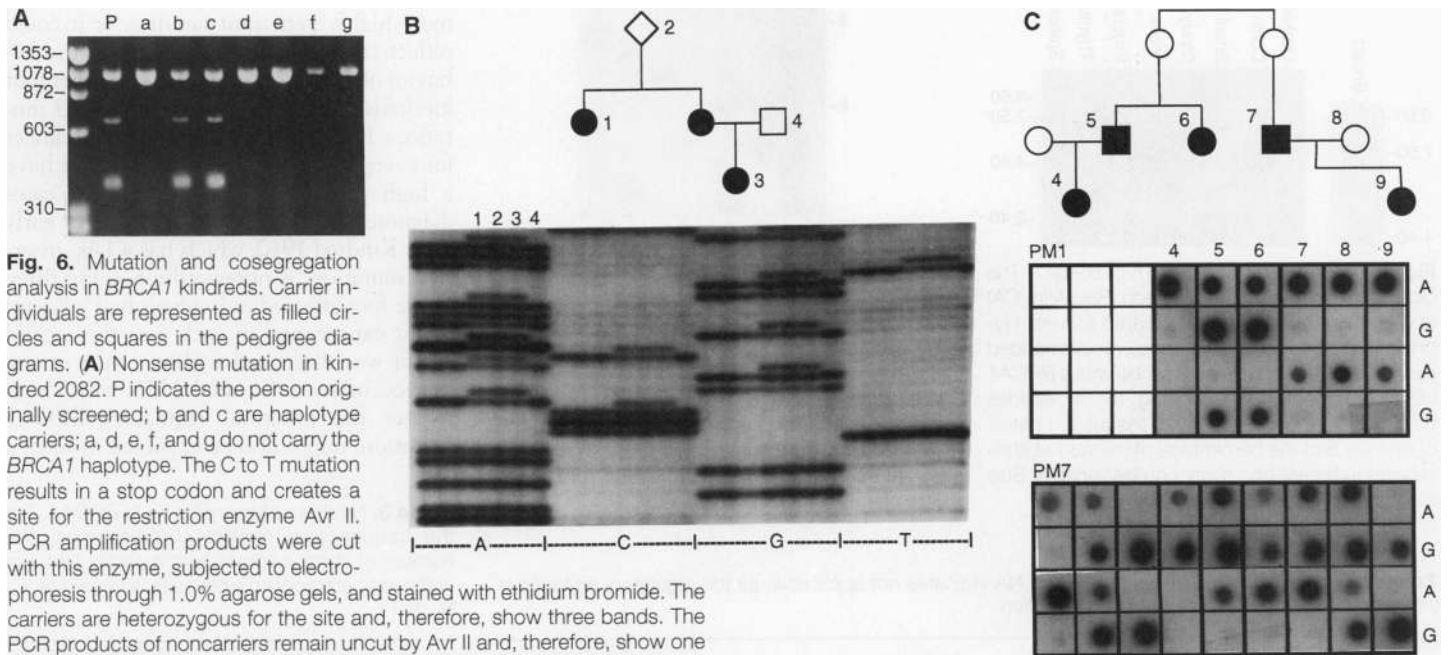 A
P a b c d e f g
1353–
1078–
872–
603–
310–
Fig. 6. Mutation and cosegregation
analysis in BRCA1 kindreds. Carrier in-
dividuals are represented as filled cir-
cles and squares in the pedigree dia-
grams. (A) Nonsense mutation in kin-
dred 2082. P indicates the person orig-
inally screened; b and c are haplotype
carriers; a, d, e, f, and g do not carry the
BRCA1 haplotype. The C to T mutation
results in a stop codon and creates a
site for the restriction enzyme Avr II.
PCR amplification products were cut
with this enzyme, subjected to electro-
phoresis through 1.0% agarose gels, and stained with ethidium bromide. The
carriers are heterozygous for the site and, therefore, show three bands. The
PCR products of noncarriers remain uncut by Avr II and, therefore, show one
B
2
1
4
3
1 2 3 4
A C G T
C
5
6
7
8
4
9
PM1
4 5 6 7 8 9
A
G
A
G
PM7
A
G
A
G